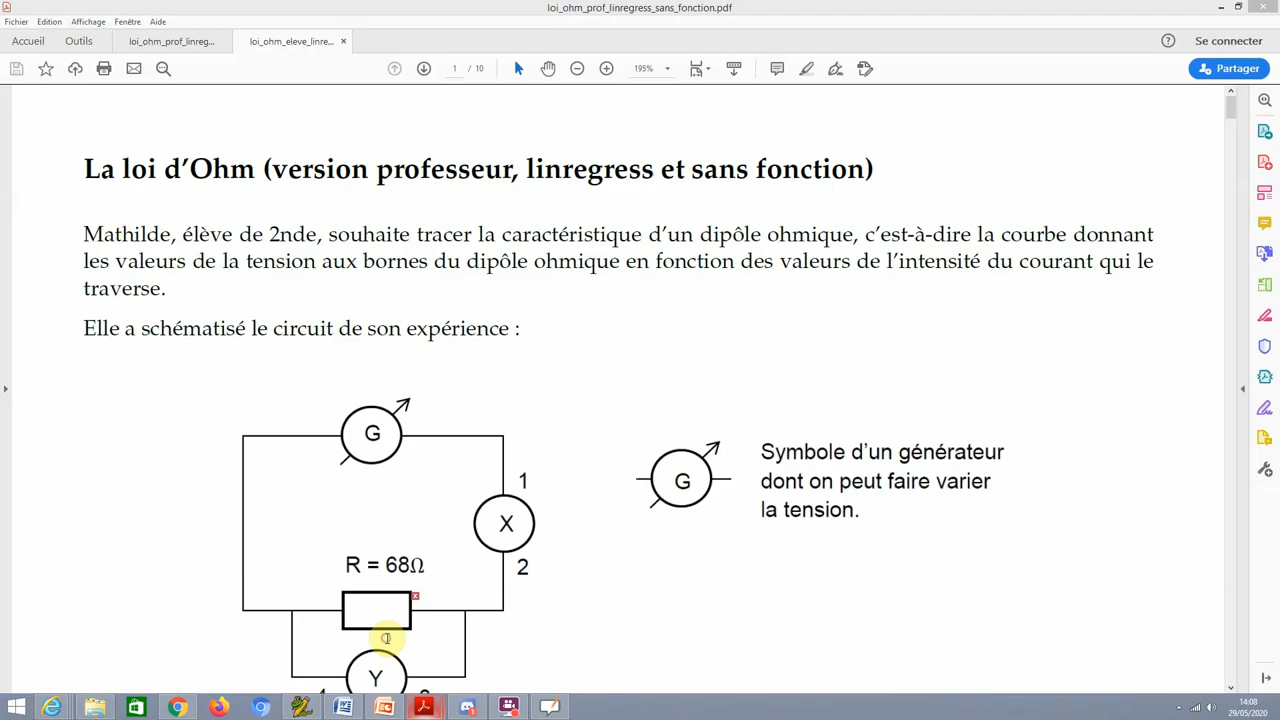 loi_ohm_prof_linregress_sans_fonction.pdf
Fichier Edition Affichage Fenêtre Aide
Accueil Outils loi_ohm_prof_linreg... loi_ohm_eleve_linre... × Se connecter
1 / 10 195% Partager
La loi d’Ohm (version professeur, linregress et sans fonction)
Mathilde, élève de 2nde, souhaite tracer la caractéristique d’un dipôle ohmique, c’est-à-dire la courbe donnant
les valeurs de la tension aux bornes du dipôle ohmique en fonction des valeurs de l’intensité du courant qui le
traverse.
Elle a schématisé le circuit de son expérience :
G
1
X
2
R = 68Ω
Y
G
Symbole d’un générateur
dont on peut faire varier
la tension.
14:08
29/05/2020